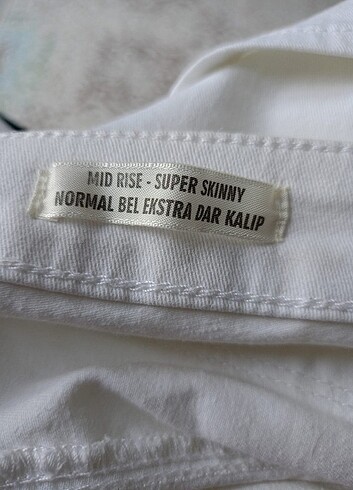 MID RISE - SUPER SKINNY
NORMAL BEL EKSTRA DAR KALIP